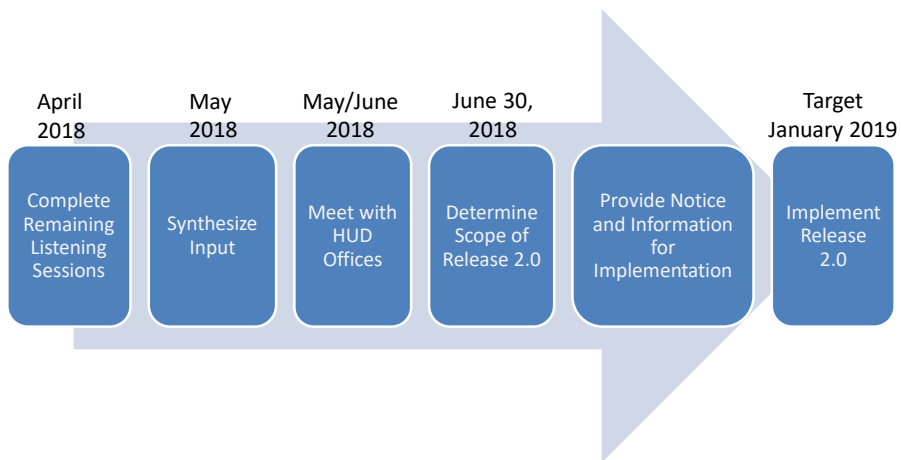 April
2018
Complete
Remaining
Listening
Sessions
May
2018
Synthesize
Input
May/June
2018
Meet with
HUD
Offices
June 30,
2018
Determine
Scope of
Release 2.0
Provide Notice
and Information
for
Implementation
Target
January 2019
Implement
Release
2.0